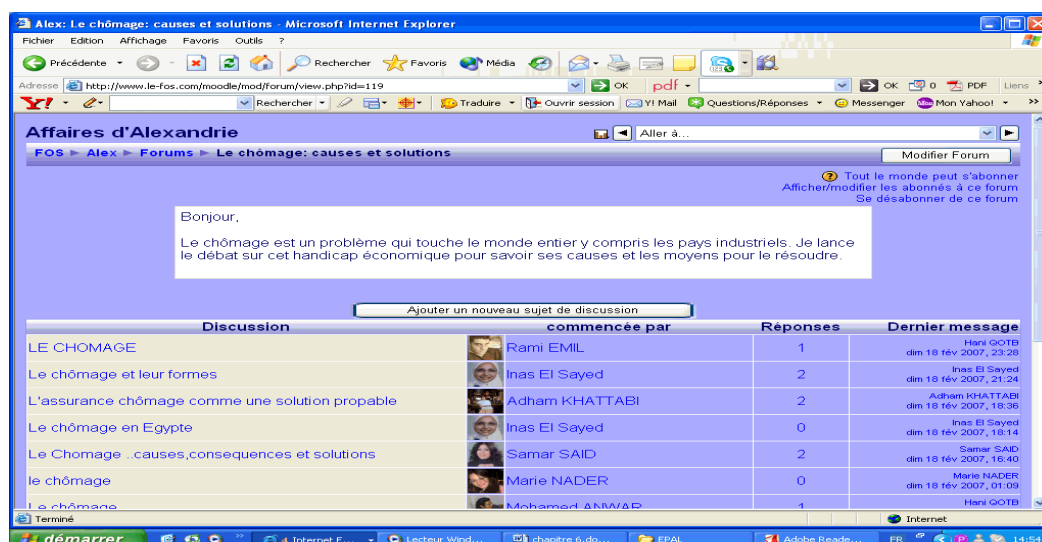 Alex: Le chômage: causes et solutions - Microsoft Internet Explorer
Fichier Edition Affichage Favoris Outils ?
Précédente Rechercher Favoris Média
Adresse http://www.le-fos.com/moodle/mod/forum/view.php?id=119 OK pdf OK 0 PDF Liens »
Y! Rechercher Traduire Ouvrir session Y! Mail Questions/Réponses Messenger Mon Yahoo! »
Affaires d'Alexandrie Aller à...
FOS ► Alex ► Forums ► Le chômage: causes et solutions Modifier Forum
Tout le monde peut s'abonner
Afficher/modifier les abonnés à ce forum
Se désabonner de ce forum
Bonjour,
Le chômage est un problème qui touche le monde entier y compris les pays industriels. Je lance
le débat sur cet handicap économique pour savoir ses causes et les moyens pour le résoudre.
Ajouter un nouveau sujet de discussion
Discussion commencée par Réponses Dernier message
LE CHOMAGE Rami EMIL 1 Hani QOTB
dim 18 fév 2007, 23:28
Le chômage et leur formes Inas El Sayed 2 Inas El Sayed
dim 18 fév 2007, 21:24
L'assurance chômage comme une solution propable Adham KHATTABI 2 Adham KHATTABI
dim 18 fév 2007, 18:36
Le chômage en Egypte Inas El Sayed 0 Inas El Sayed
dim 18 fév 2007, 18:14
Le Chomage ..causes,consequences et solutions Samar SAID 2 Samar SAID
dim 18 fév 2007, 16:40
le chômage Marie NADER 0 Marie NADER
dim 18 fév 2007, 01:09
Le chômage Mohamed ANWAR 1 Hani QOTB
Terminé Internet
démarrer » 4 Internet E... Lecteur Wind... chapitre 6.do... EPAL Adobe Reade... FR » 14:54